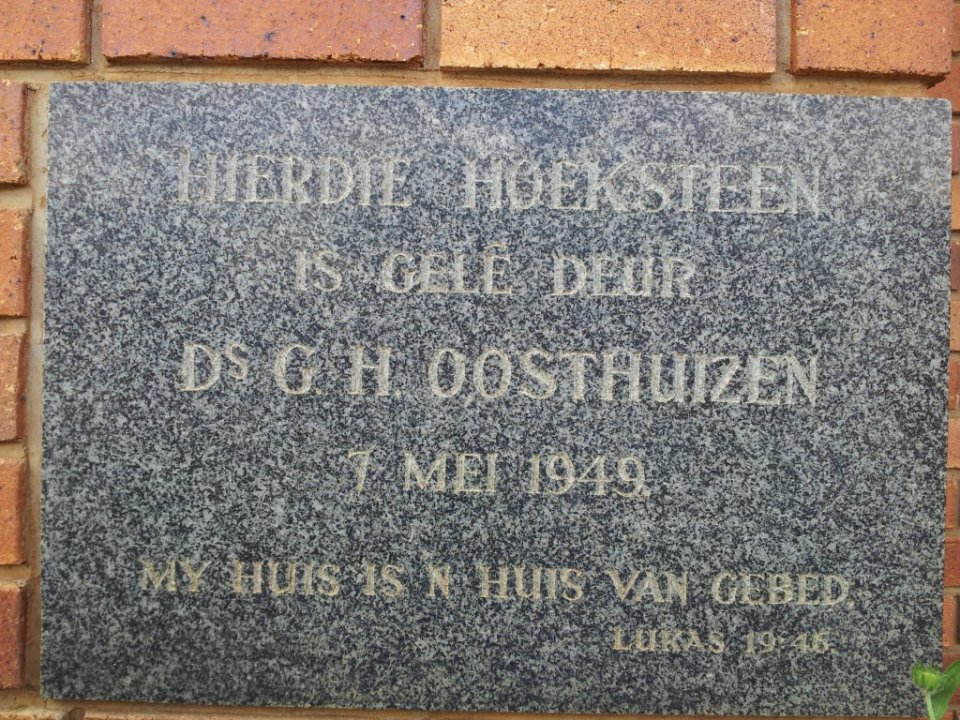 HIERDIE HOEKSTEEN
IS GELÊ DEUR
Ds G. H. OOSTHUIZEN
7 MEI 1949.
MY HUIS IS 'N HUIS VAN GEBED.
LUKAS 19:46.